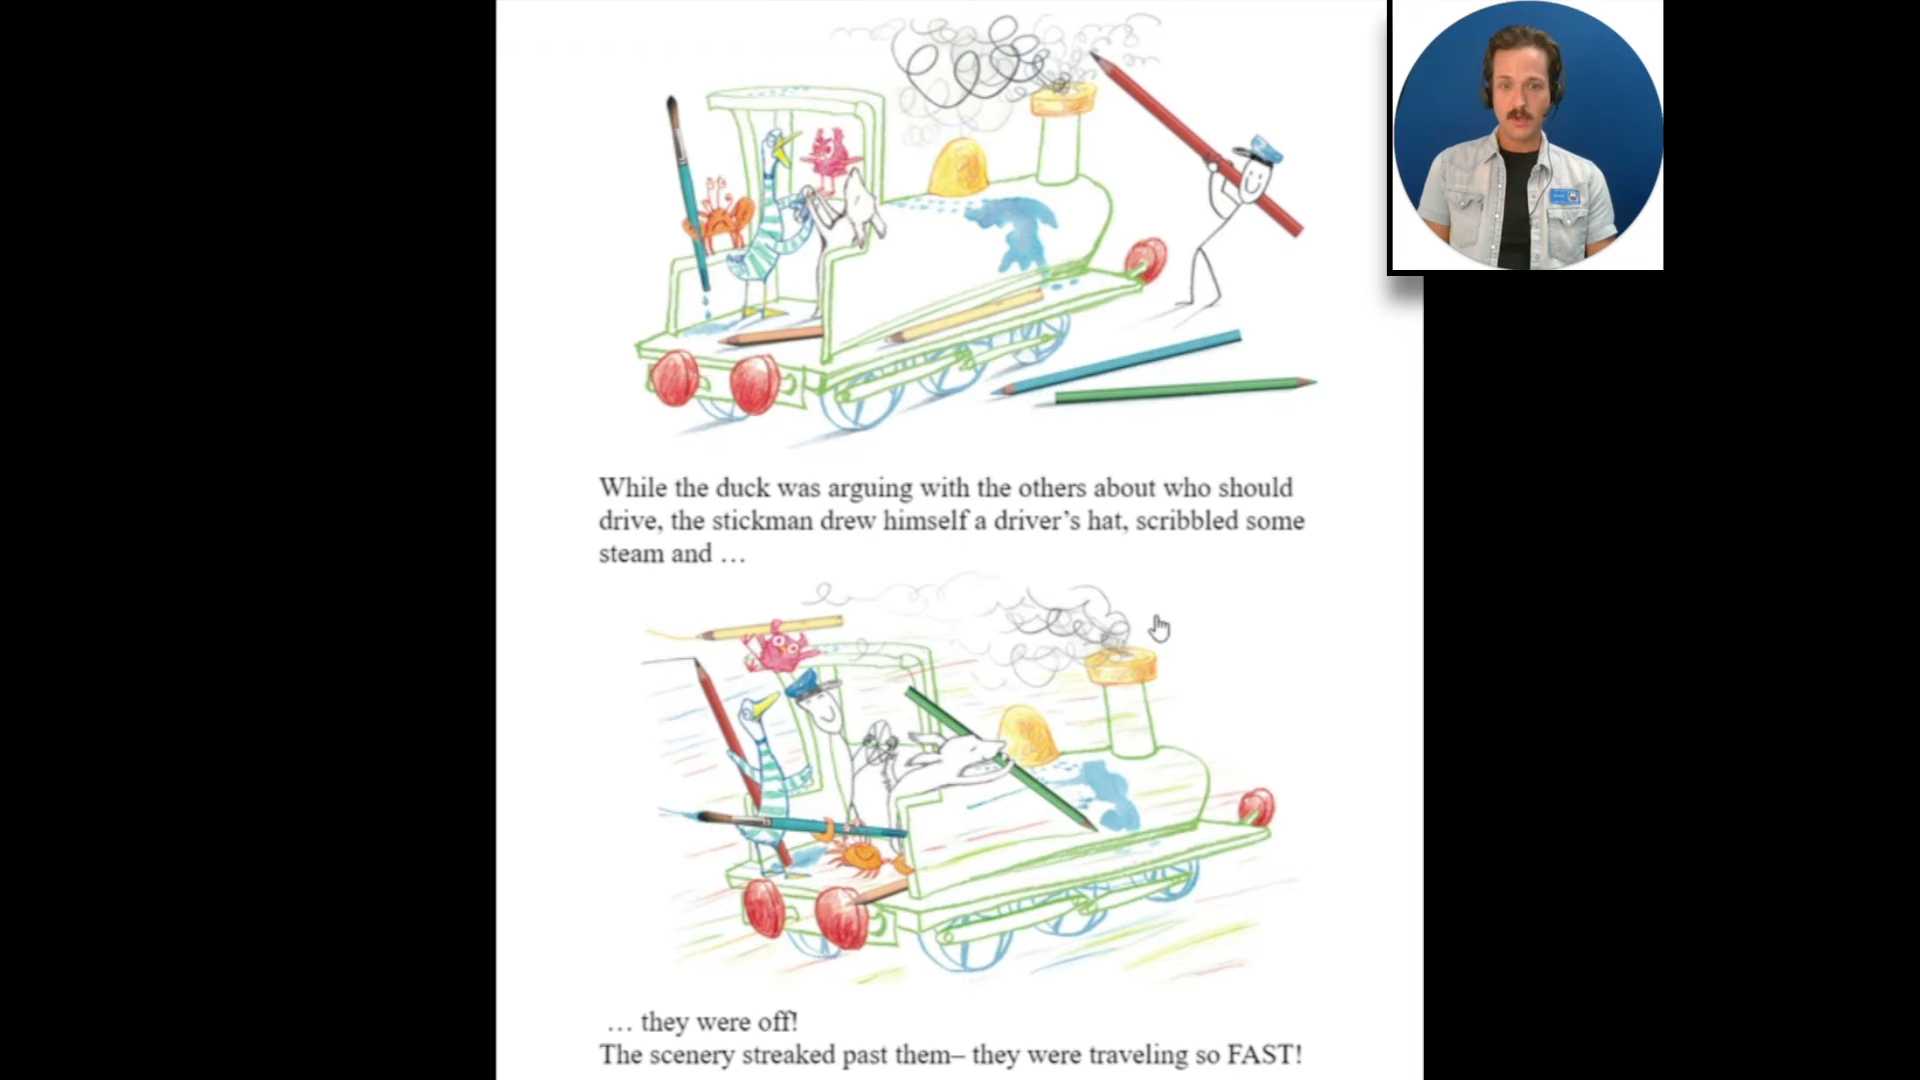 While the duck was arguing with the others about who should
drive, the stickman drew himself a driver’s hat, scribbled some
steam and …
… they were off!
The scenery streaked past them– they were traveling so FAST!